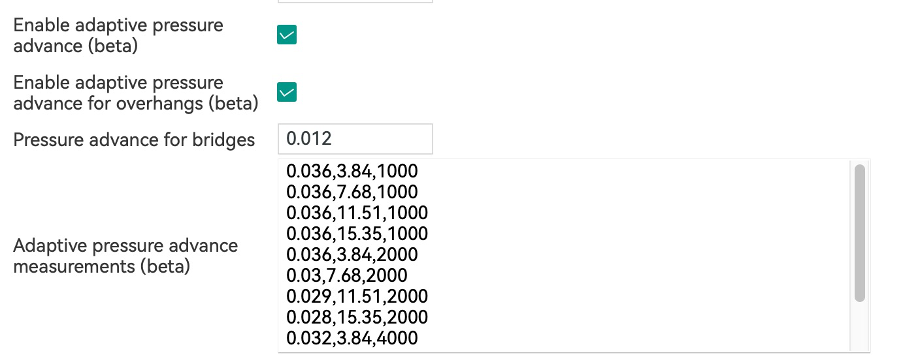 Enable adaptive pressure
advance (beta)
Enable adaptive pressure
advance for overhangs (beta)
Pressure advance for bridges
0.012
Adaptive pressure advance
measurements (beta)
0.036,3.84,1000
0.036,7.68,1000
0.036,11.51,1000
0.036,15.35,1000
0.036,3.84,2000
0.03,7.68,2000
0.029,11.51,2000
0.028,15.35,2000
0.032,3.84,4000